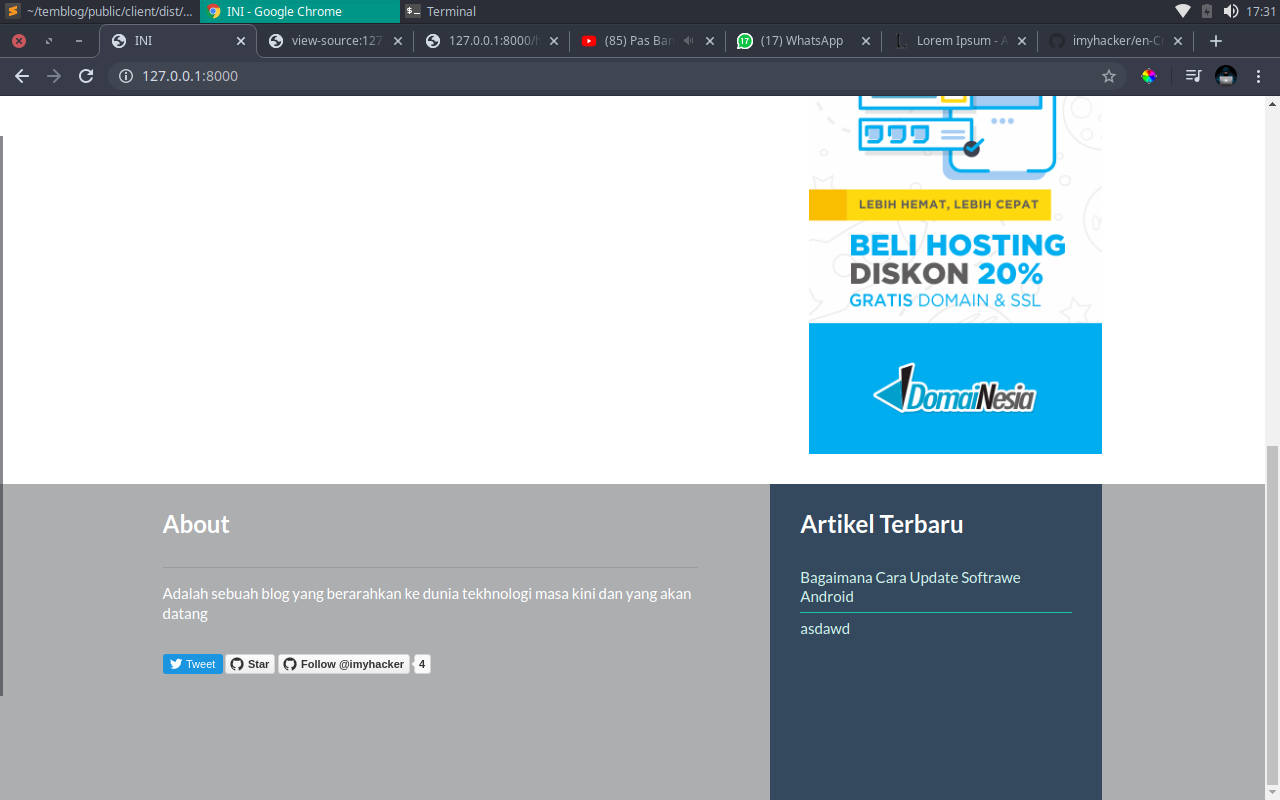 ~/temblog/public/client/dist/...
INI - Google Chrome
Terminal
17:31
INI
view-source:127
127.0.0.1:8000/h
(85) Pas Ban
17
(17) WhatsApp
Lorem Ipsum - A
imyhacker/en-Cr
127.0.0.1:8000
LEBIH HEMAT, LEBIH CEPAT
BELI HOSTING
DISKON 20%
GRATIS DOMAIN & SSL
DomaiNesia
About
Adalah sebuah blog yang berarahkan ke dunia tekhnologi masa kini dan yang akan
datang
Tweet
Star
Follow @imyhacker
4
Artikel Terbaru
Bagaimana Cara Update Softrawe
Android
asdawd